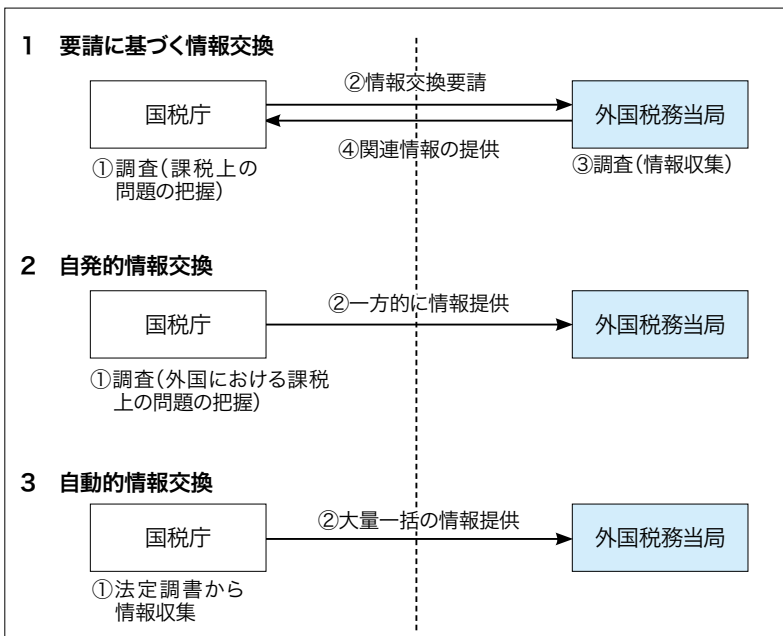 1 要請に基づく情報交換
②情報交換要請
国税庁
外国税務当局
④関連情報の提供
①調査(課税上の
問題の把握)
③調査(情報収集)
2 自発的情報交換
②一方的に情報提供
国税庁
外国税務当局
①調査(外国における課税
上の問題の把握)
3 自動的情報交換
②大量一括の情報提供
国税庁
外国税務当局
①法定調書から
情報収集